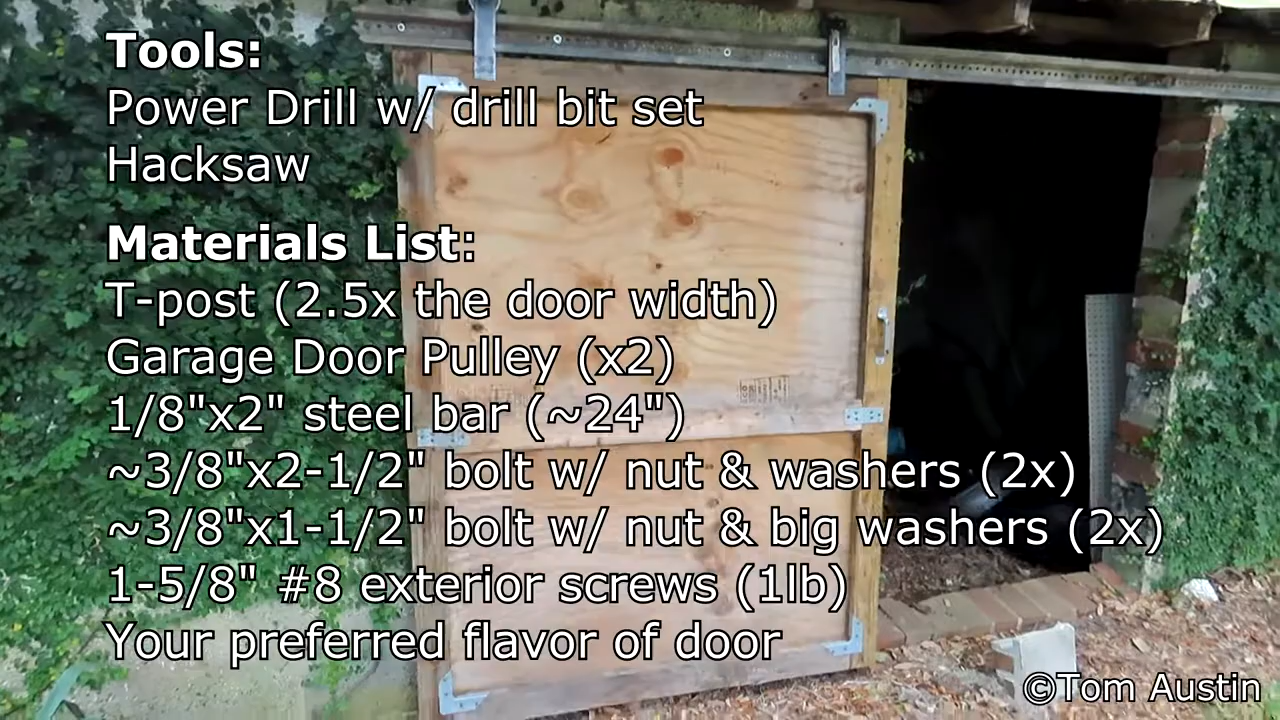 Tools:
Power Drill w/ drill bit set
Hacksaw
Materials List:
T-post (2.5x the door width)
Garage Door Pulley (x2)
1/8"x2" steel bar (~24")
~3/8"x2-1/2" bolt w/ nut & washers (2x)
~3/8"x1-1/2" bolt w/ nut & big washers (2x)
1-5/8" #8 exterior screws (1lb)
Your preferred flavor of door
©Tom Austin